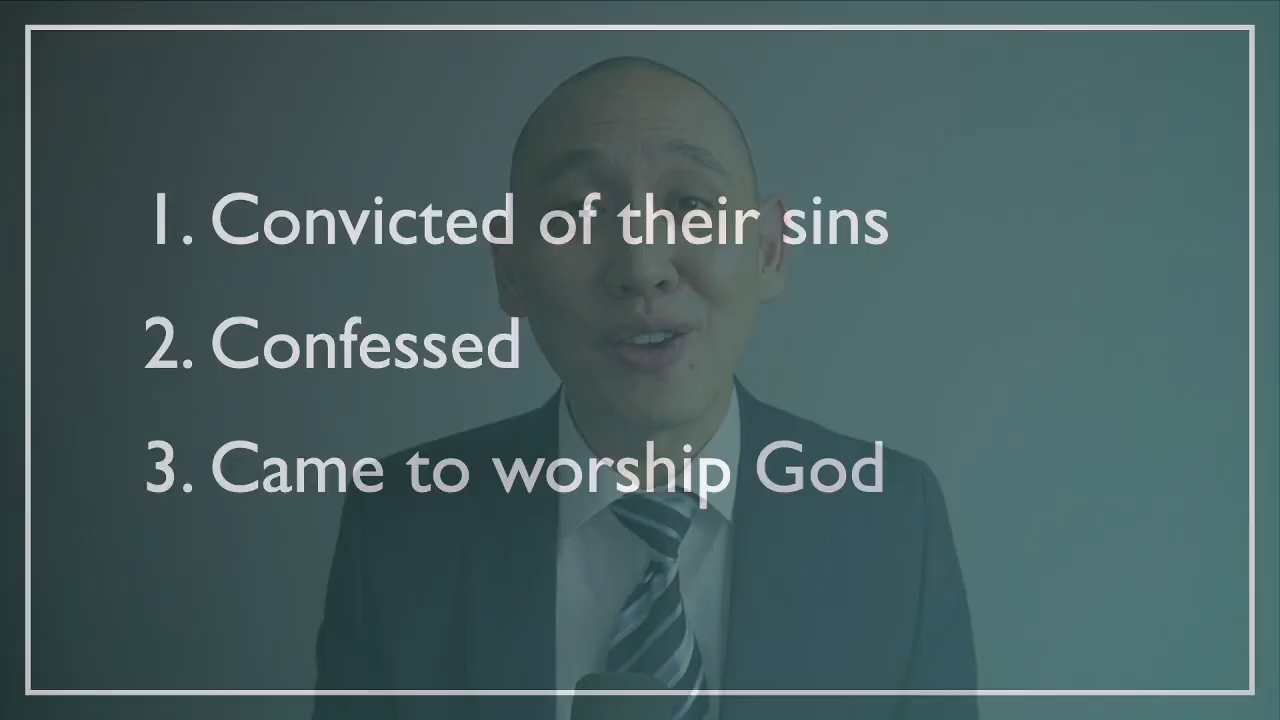 1. Convicted of their sins
2. Confessed
3. Came to worship God